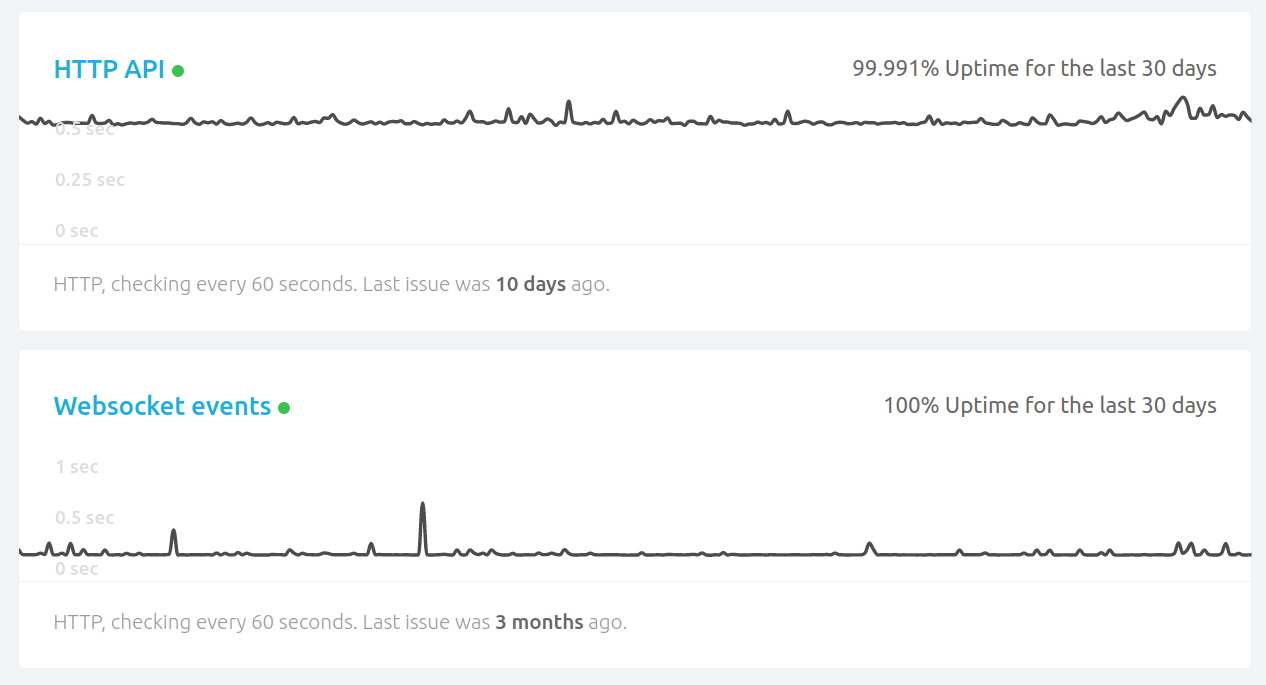 HTTP API
99.991% Uptime for the last 30 days
0.5 sec
0.25 sec
0 sec
HTTP, checking every 60 seconds. Last issue was 10 days ago.
Websocket events
100% Uptime for the last 30 days
1 sec
0.5 sec
0 sec
HTTP, checking every 60 seconds. Last issue was 3 months ago.